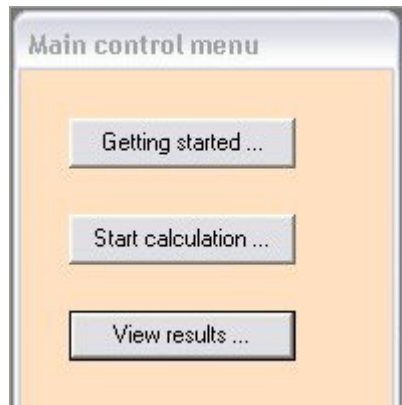 Main control menu
Getting started ...
Start calculation ...
View results ...